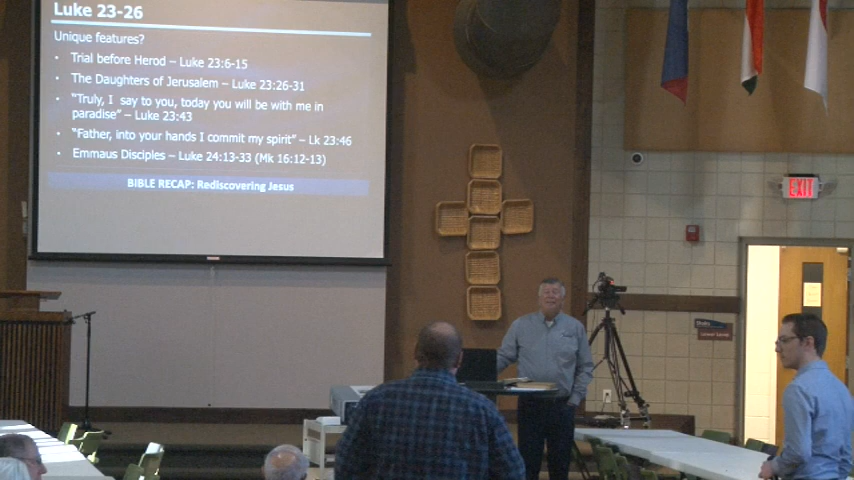 Luke 23-26
Unique features?
• Trial before Herod – Luke 23:6-15
• The Daughters of Jerusalem – Luke 23:26-31
• "Truly, I say to you, today you will be with me in
paradise" – Luke 23:43
• "Father, into your hands I commit my spirit" – Lk 23:46
• Emmaus Disciples – Luke 24:13-33 (Mk 16:12-13)
BIBLE RECAP: Rediscovering Jesus
EXIT